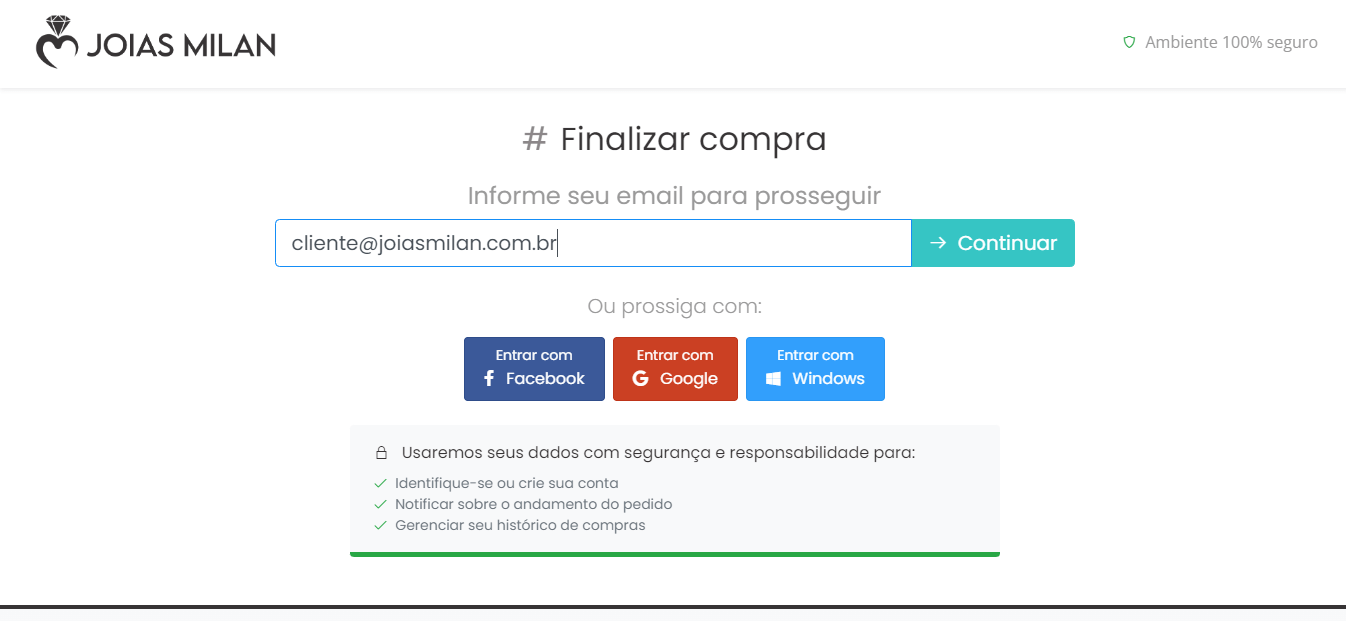 JOIAS MILAN
Ambiente 100% seguro
# Finalizar compra
Informe seu email para prosseguir
cliente@joiasmilan.com.br
→ Continuar
Ou prossiga com:
Entrar com
Facebook
Entrar com
Google
Entrar com
Windows
Usaremos seus dados com segurança e responsabilidade para:
Identifique-se ou crie sua conta
Notificar sobre o andamento do pedido
Gerenciar seu histórico de compras